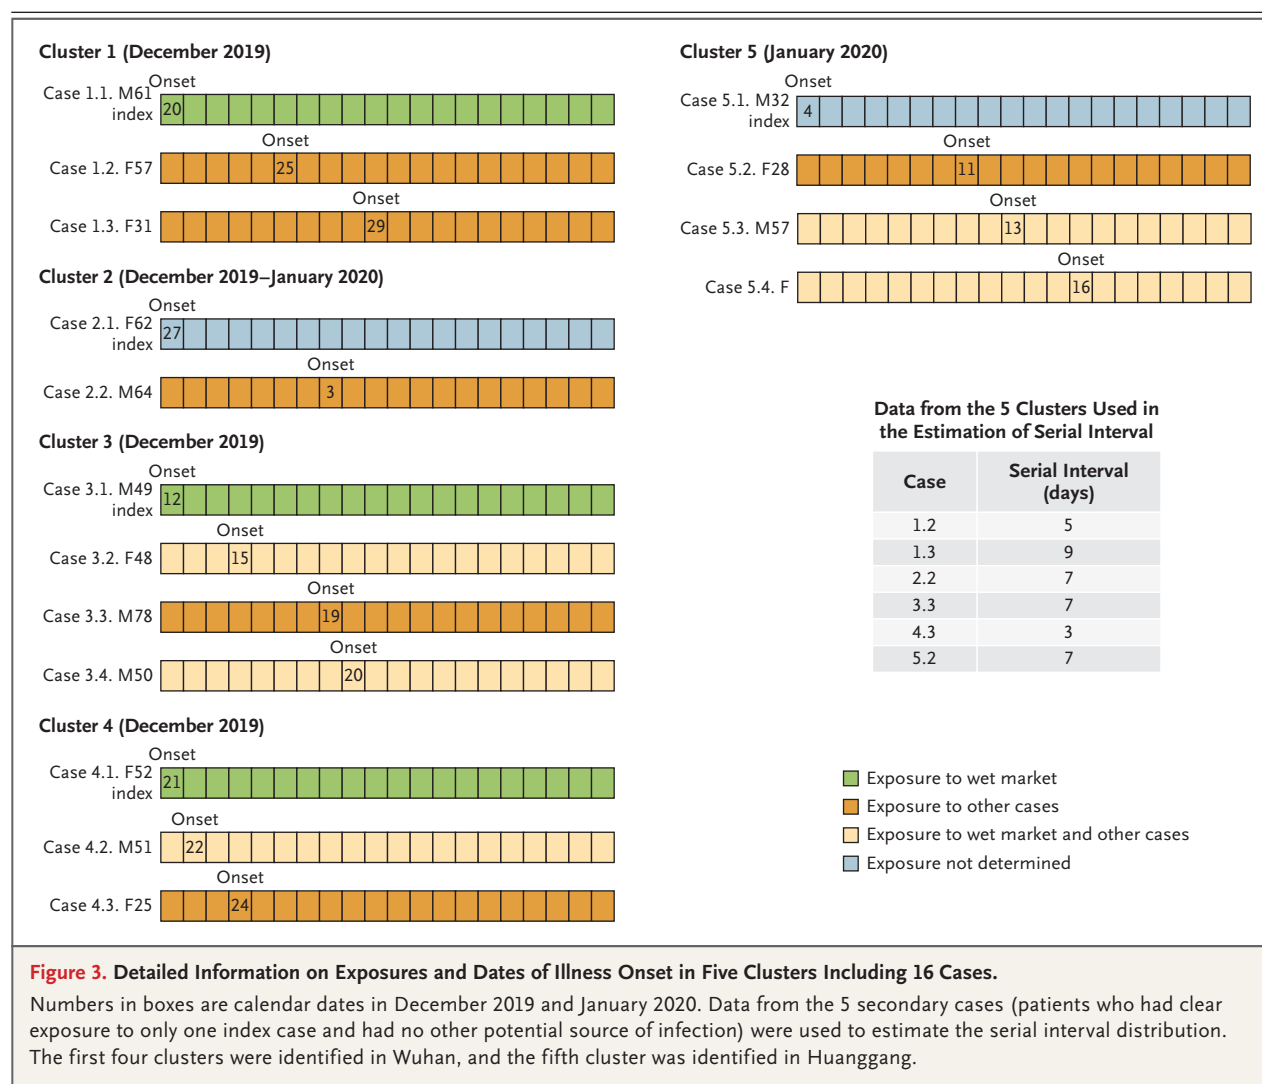 Cluster 1 (December 2019)
Onset
Case 1.1. M61
index
20
Onset
Case 1.2. F57
25
Onset
Case 1.3. F31
29
Cluster 2 (December 2019–January 2020)
Onset
Case 2.1. F62
index
27
Onset
Case 2.2. M64
3
Cluster 3 (December 2019)
Onset
Case 3.1. M49
index
12
Onset
Case 3.2. F48
15
Onset
Case 3.3. M78
19
Onset
Case 3.4. M50
20
Cluster 4 (December 2019)
Onset
Case 4.1. F52
index
21
Onset
Case 4.2. M51
22
Onset
Case 4.3. F25
24
Cluster 5 (January 2020)
Onset
Case 5.1. M32
index
4
Onset
Case 5.2. F28
11
Onset
Case 5.3. M57
13
Onset
Case 5.4. F
16
Data from the 5 Clusters Used in
the Estimation of Serial Interval
Case Serial Interval
(days)
1.2 5
1.3 9
2.2 7
3.3 7
4.3 3
5.2 7
Exposure to wet market
Exposure to other cases
Exposure to wet market and other cases
Exposure not determined
Figure 3. Detailed Information on Exposures and Dates of Illness Onset in Five Clusters Including 16 Cases.
Numbers in boxes are calendar dates in December 2019 and January 2020. Data from the 5 secondary cases (patients who had clear
exposure to only one index case and had no other potential source of infection) were used to estimate the serial interval distribution.
The first four clusters were identified in Wuhan, and the fifth cluster was identified in Huanggang.